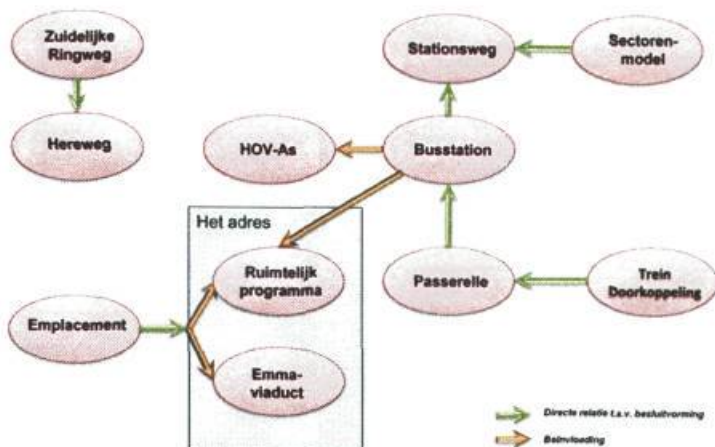 Zuidelijke
Ringweg
Stationsweg
Sectoren-
model
Hereweg
HOV-As
Busstation
Het adres
Ruimtelijk
programma
Passerelle
Trein
Doorkoppeling
Emplacement
Emma-
viaduct
Directe relatie t.a.v. besluitvorming
Beïnvloeding